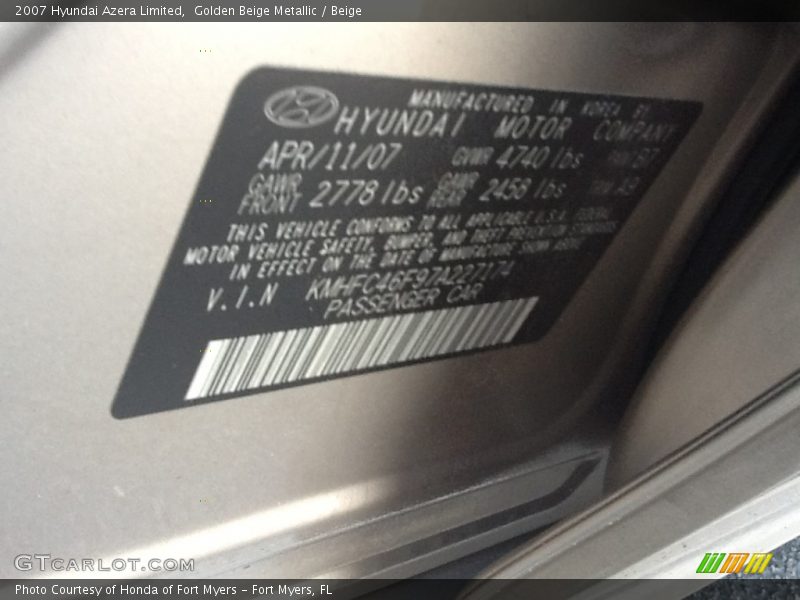 2007 Hyundai Azera Limited,  Golden Beige Metallic / Beige
MANUFACTURED IN KOREA BY
HYUNDAI MOTOR COMPANY
APR/11/07 GVWR 4740 lbs
GAWR FRONT 2778 lbs GAWR REAR 2458 lbs
THIS VEHICLE CONFORMS TO ALL APPLICABLE U.S.A. FEDERAL
MOTOR VEHICLE SAFETY, BUMPER, AND THEFT PREVENTION STANDARDS
IN EFFECT ON THE DATE OF MANUFACTURE SHOWN ABOVE
V.I.N KMHFC46F97A227174
PASSENGER CAR
GTCARLOT.COM
Photo Courtesy of Honda of Fort Myers – Fort Myers, FL